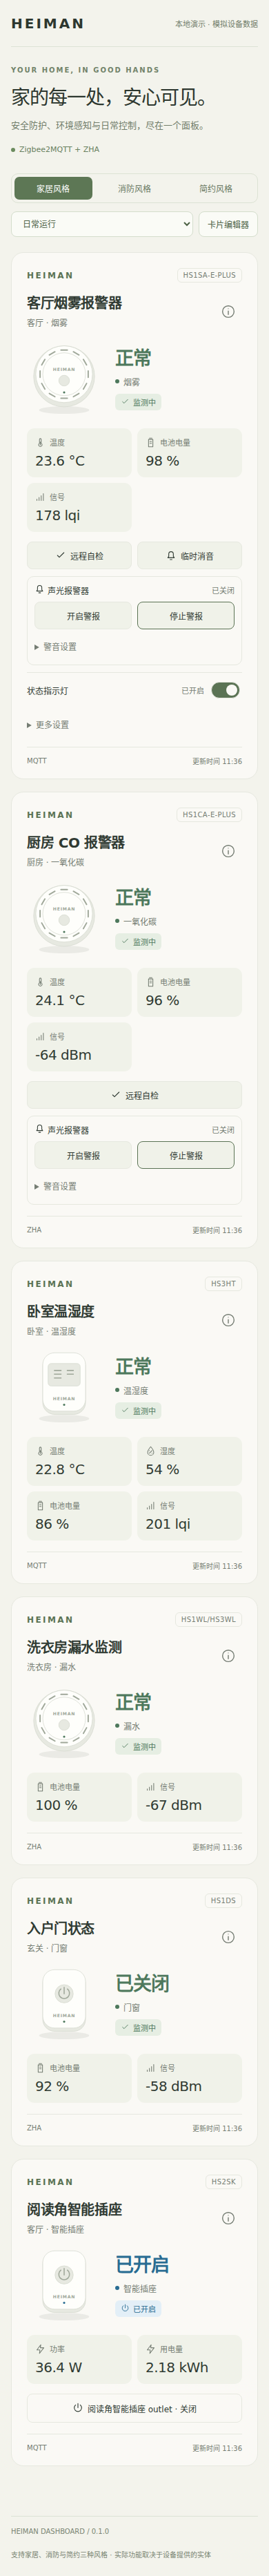 HEIMAN
本地演示 · 模拟设备数据
YOUR HOME, IN GOOD HANDS
家的每一处，安心可见。
安全防护、环境感知与日常控制，尽在一个面板。
Zigbee2MQTT + ZHA
家居风格
消防风格
简约风格
日常运行
卡片编辑器
HEIMAN
HS1SA-E-PLUS
客厅烟雾报警器
客厅 · 烟雾
HEIMAN
正常
烟雾
监测中
温度
23.6 °C
电池电量
98 %
信号
178 lqi
远程自检
临时消音
声光报警器
已关闭
开启警报
停止警报
警音设置
状态指示灯
已开启
更多设置
MQTT
更新时间 11:36
HEIMAN
HS1CA-E-PLUS
厨房 CO 报警器
厨房 · 一氧化碳
HEIMAN
正常
一氧化碳
监测中
温度
24.1 °C
电池电量
96 %
信号
-64 dBm
远程自检
声光报警器
已关闭
开启警报
停止警报
警音设置
ZHA
更新时间 11:36
HEIMAN
HS3HT
卧室温湿度
卧室 · 温湿度
HEIMAN
正常
温湿度
监测中
温度
22.8 °C
湿度
54 %
电池电量
86 %
信号
201 lqi
MQTT
更新时间 11:36
HEIMAN
HS1WL/HS3WL
洗衣房漏水监测
洗衣房 · 漏水
HEIMAN
正常
漏水
监测中
电池电量
100 %
信号
-67 dBm
ZHA
更新时间 11:36
HEIMAN
HS1DS
入户门状态
玄关 · 门窗
HEIMAN
已关闭
门窗
监测中
电池电量
92 %
信号
-58 dBm
ZHA
更新时间 11:36
HEIMAN
HS2SK
阅读角智能插座
客厅 · 智能插座
HEIMAN
已开启
智能插座
已开启
功率
36.4 W
用电量
2.18 kWh
阅读角智能插座 outlet · 关闭
MQTT
更新时间 11:36
HEIMAN DASHBOARD / 0.1.0
支持家居、消防与简约三种风格 · 实际功能取决于设备提供的实体